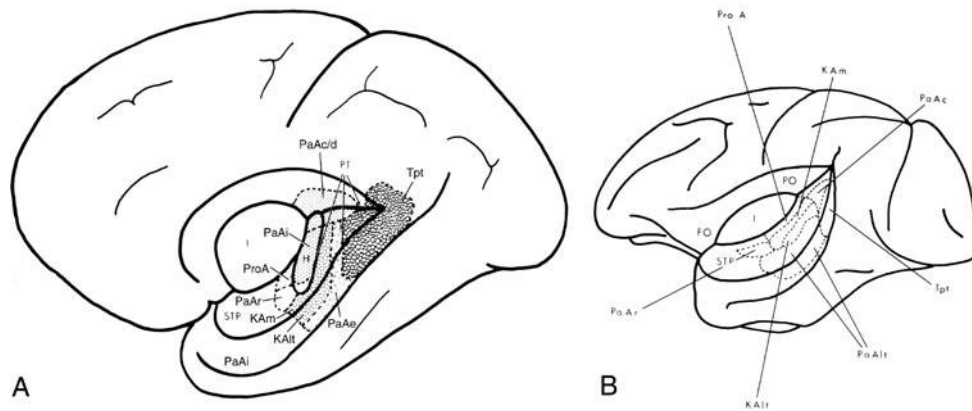 Pro A
KAm
PaAc
PaAc/d
PT
Tpt
PO
I
PaAi
I
H
FO
ProA
STP
PaAr
STP
KAm
PaAe
Tpt
KAlt
PaAr
PaAi
PaAlt
A
KAlt
B